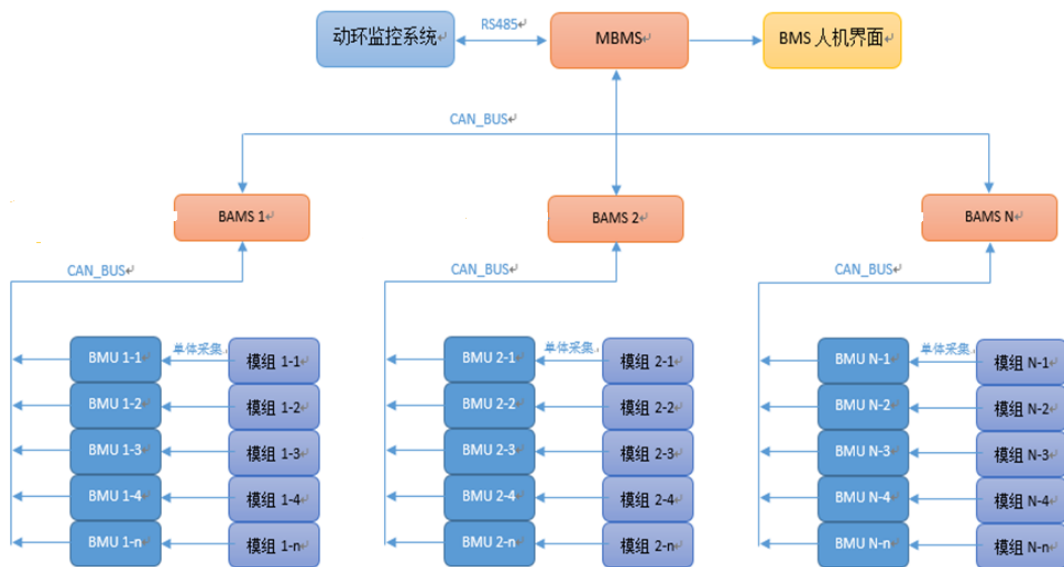 动环监控系统
RS485
MBMS
BMS 人机界面
CAN_BUS
BAMS 1
BAMS 2
BAMS N
CAN_BUS
CAN_BUS
CAN_BUS
BMU 1-1
单体采集
模组 1-1
BMU 1-2
模组 1-2
BMU 1-3
模组 1-3
BMU 1-4
模组 1-4
BMU 1-n
模组 1-n
BMU 2-1
单体采集
模组 2-1
BMU 2-2
模组 2-2
BMU 2-3
模组 2-3
BMU 2-4
模组 2-4
BMU 2-n
模组 2-n
BMU N-1
单体采集
模组 N-1
BMU N-2
模组 N-2
BMU N-3
模组 N-3
BMU N-4
模组 N-4
BMU N-n
模组 N-n